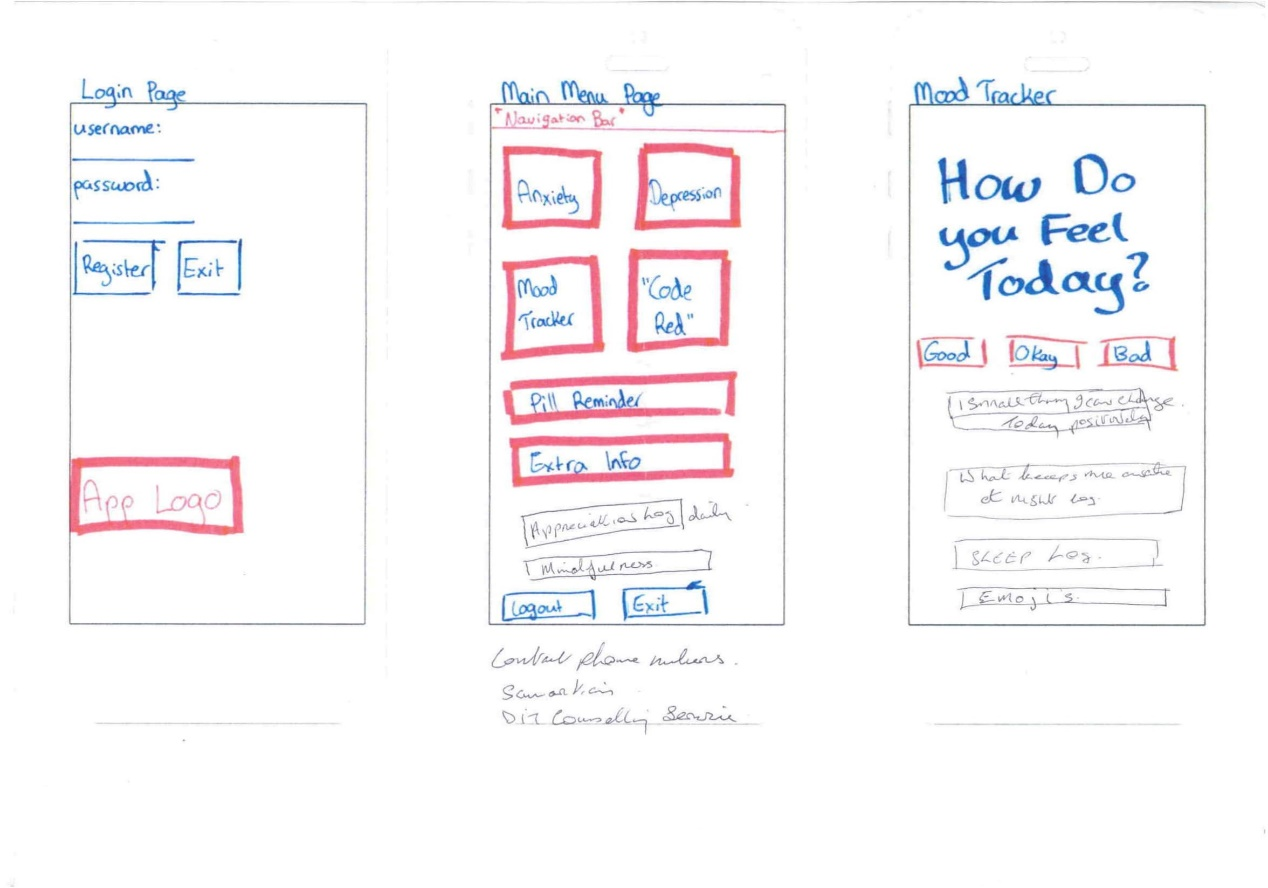 Login Page
username:
password:
Register Exit
App Logo
Main Menu Page
"Navigation Bar"
Anxiety Depression
Mood
Tracker
"Code
Red"
Pill Reminder
Extra Info
Appreciation Log daily
Mindfulness
Logout Exit
Contact phone numbers.
DIT Counselling Service
Mood Tracker
How Do
you Feel
Today?
Good Okay Bad
1 Small thing I can change
Today positively
What keeps me awake
at night log.
SLEEP Log.
Emojis